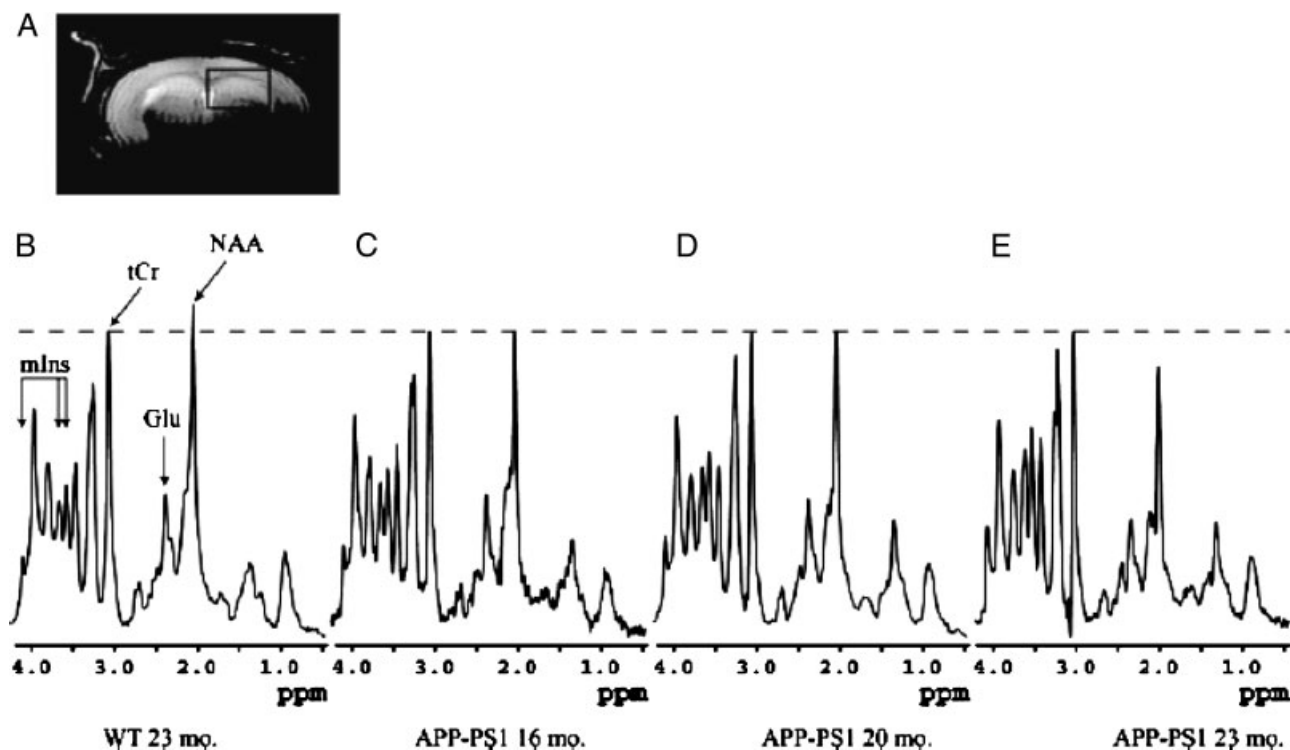 A
B C D E
NAA
tCr
mIns
Glu
4.0 3.0 2.0 1.0 4.0 3.0 2.0 1.0 4.0 3.0 2.0 1.0 4.0 3.0 2.0 1.0
ppm ppm ppm ppm
WT 23 mo. APP-PS1 16 mo. APP-PS1 20 mo. APP-PS1 23 mo.